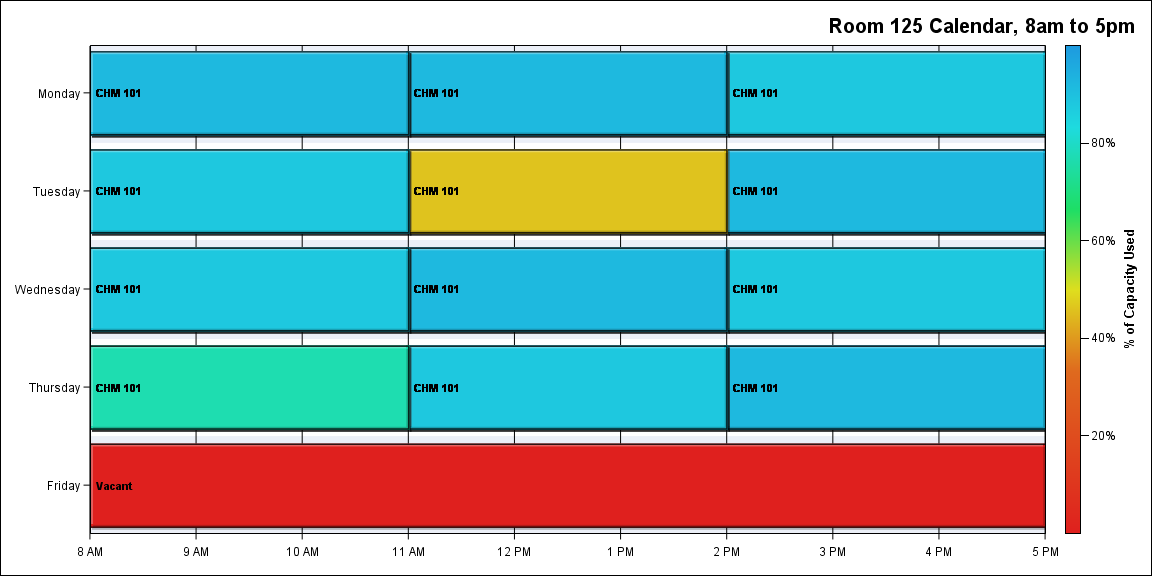 Room 125 Calendar, 8am to 5pm
Monday
CHM 101
CHM 101
CHM 101
Tuesday
CHM 101
CHM 101
CHM 101
Wednesday
CHM 101
CHM 101
CHM 101
Thursday
CHM 101
CHM 101
CHM 101
Friday
Vacant
8 AM
9 AM
10 AM
11 AM
12 PM
1 PM
2 PM
3 PM
4 PM
5 PM
80%
60%
40%
20%
% of Capacity Used